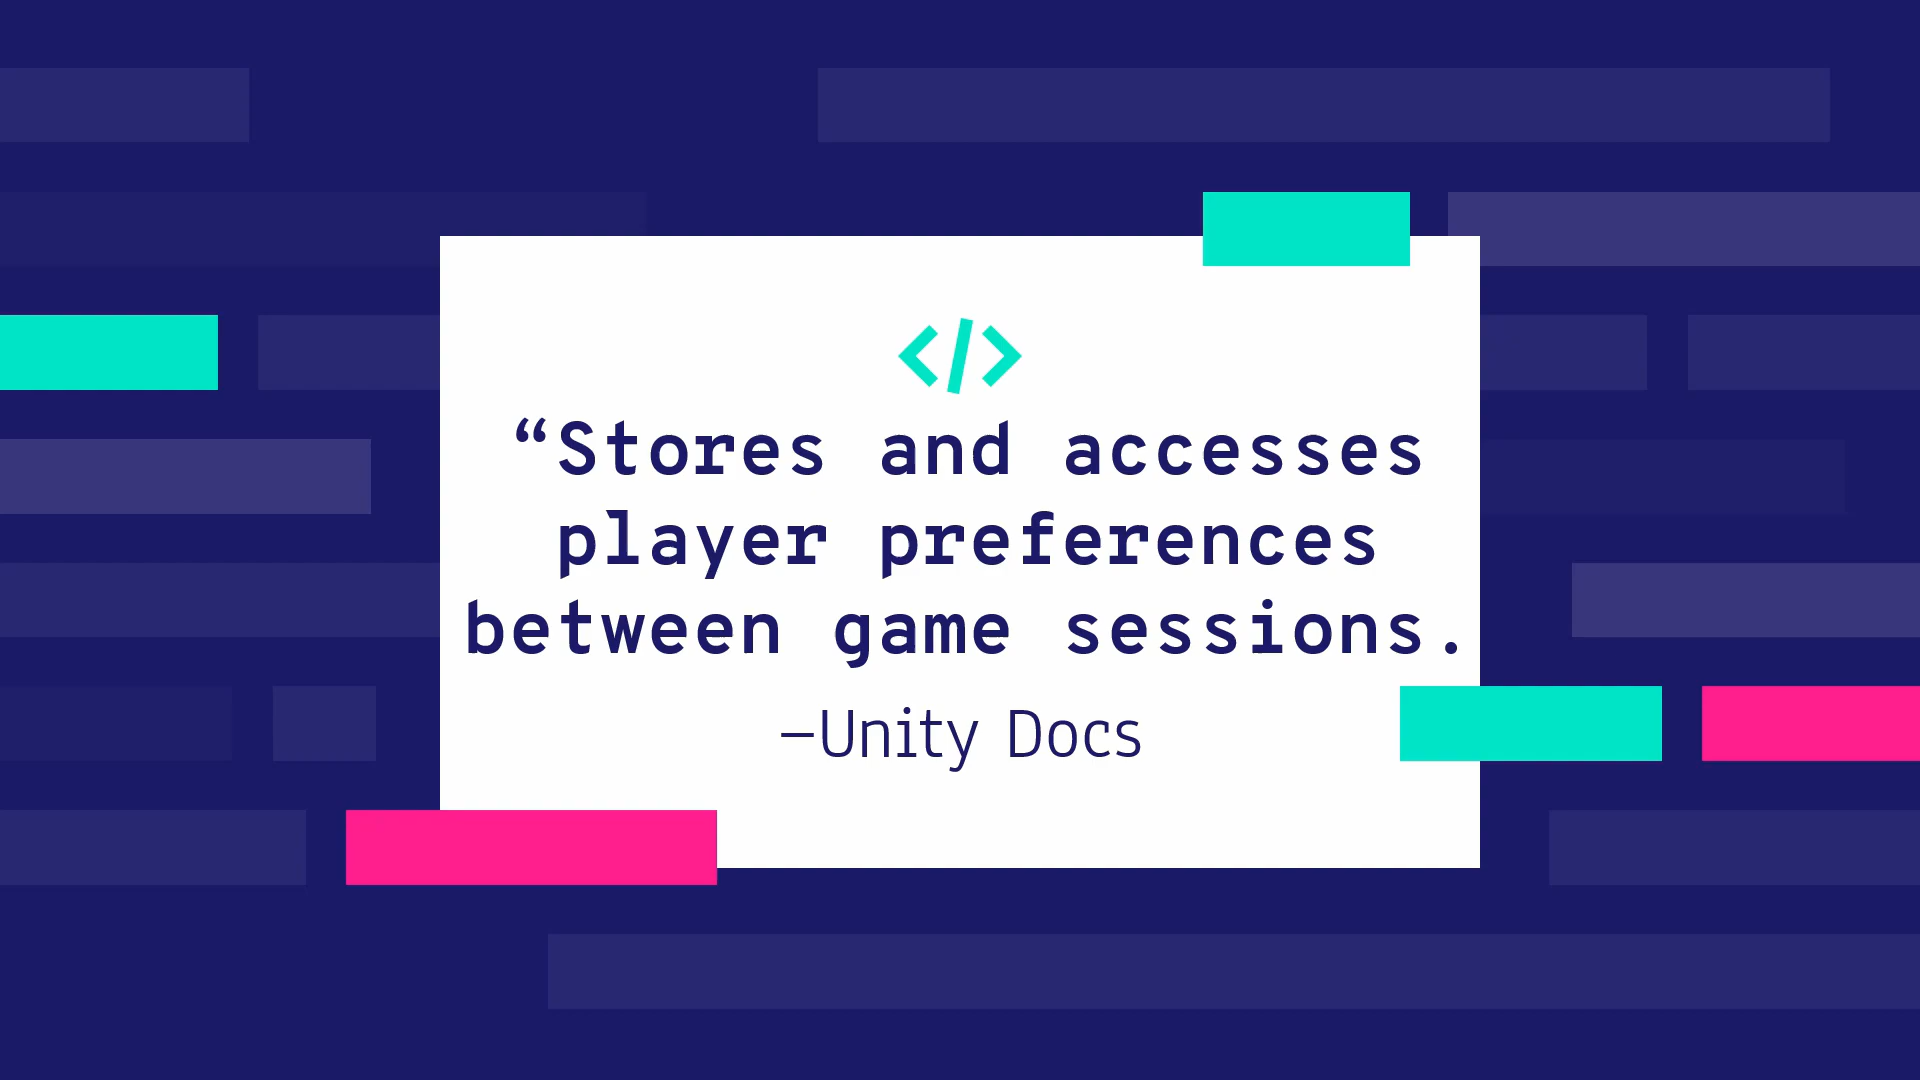 “Stores and accesses
player preferences
between game sessions.
–Unity Docs